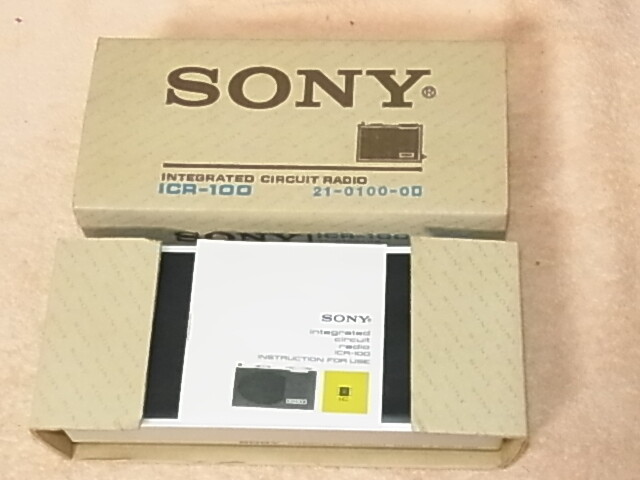 SONY®
INTEGRATED CIRCUIT RADIO
ICR-100 21-0100-00
SONY ICR-100
SONY®
integrated
circuit
radio
ICR-100
INSTRUCTION FOR USE